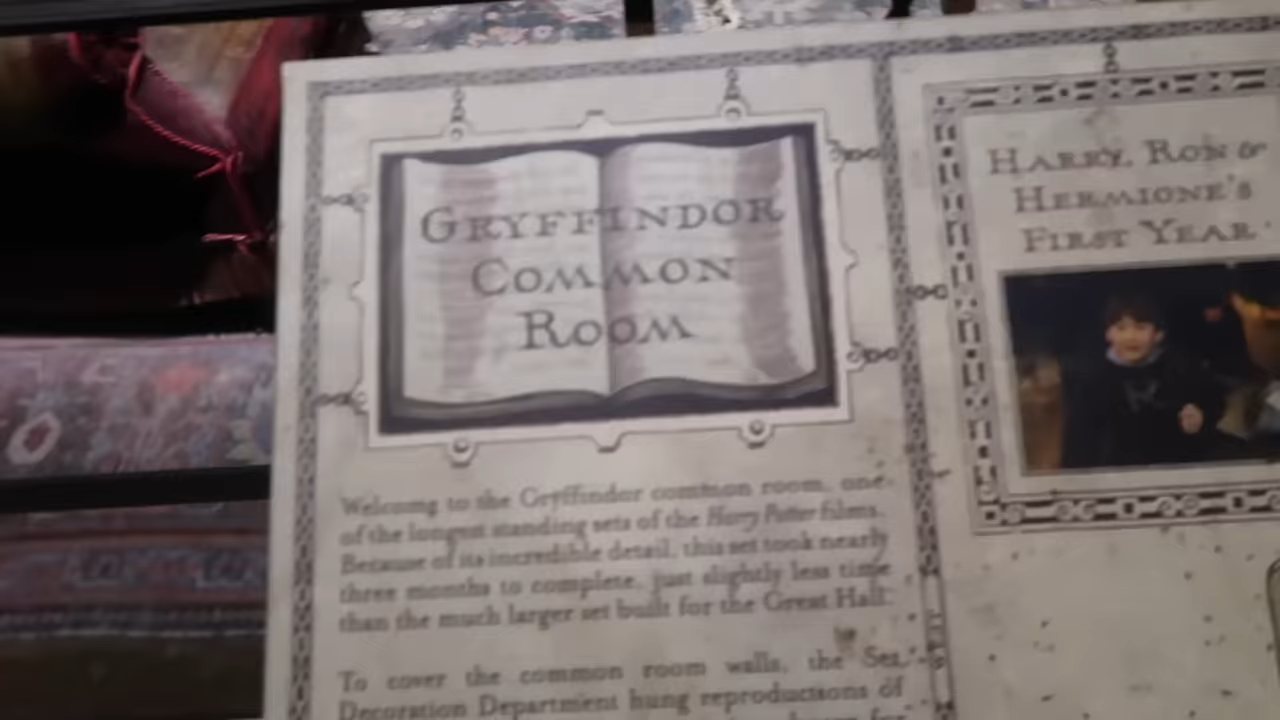 GRYFFINDOR
COMMON
ROOM
Welcome to the Gryffindor common room, one
of the longest standing sets of the Harry Potter films.
Because of its incredible detail, this set took nearly
three months to complete, just slightly less time
than the much larger set built for the Great Hall.
To cover the common room walls, the Set
Decoration Department hung reproductions of
HARRY, RON &
HERMIONE'S
FIRST YEAR